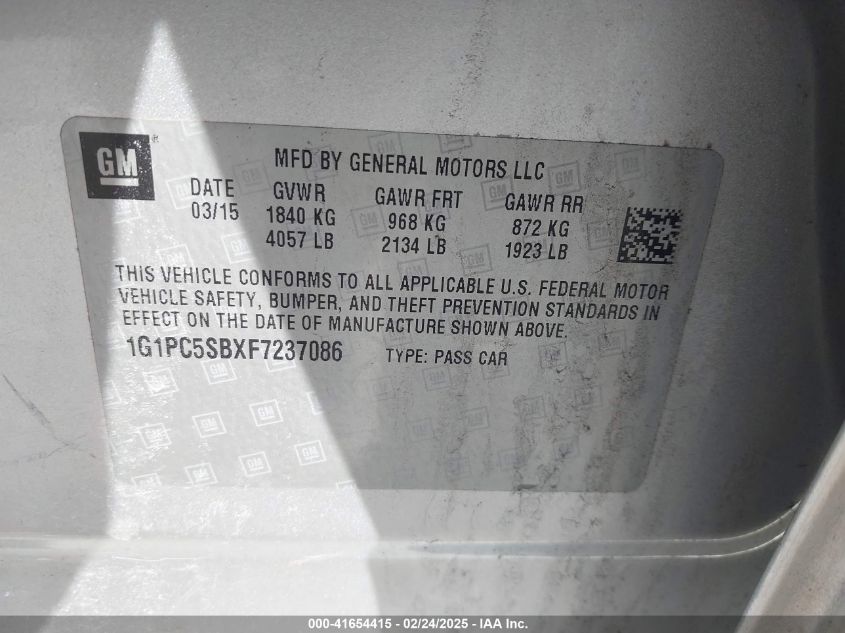 GM
MFD BY GENERAL MOTORS LLC
DATE GVWR GAWR FRT GAWR RR
03/15 1840 KG 968 KG 872 KG
4057 LB 2134 LB 1923 LB
THIS VEHICLE CONFORMS TO ALL APPLICABLE U.S. FEDERAL MOTOR
VEHICLE SAFETY, BUMPER, AND THEFT PREVENTION STANDARDS IN
EFFECT ON THE DATE OF MANUFACTURE SHOWN ABOVE.
1G1PC5SBXF7237086 TYPE: PASS CAR
000-41654415 - 02/24/2025 - IAA Inc.